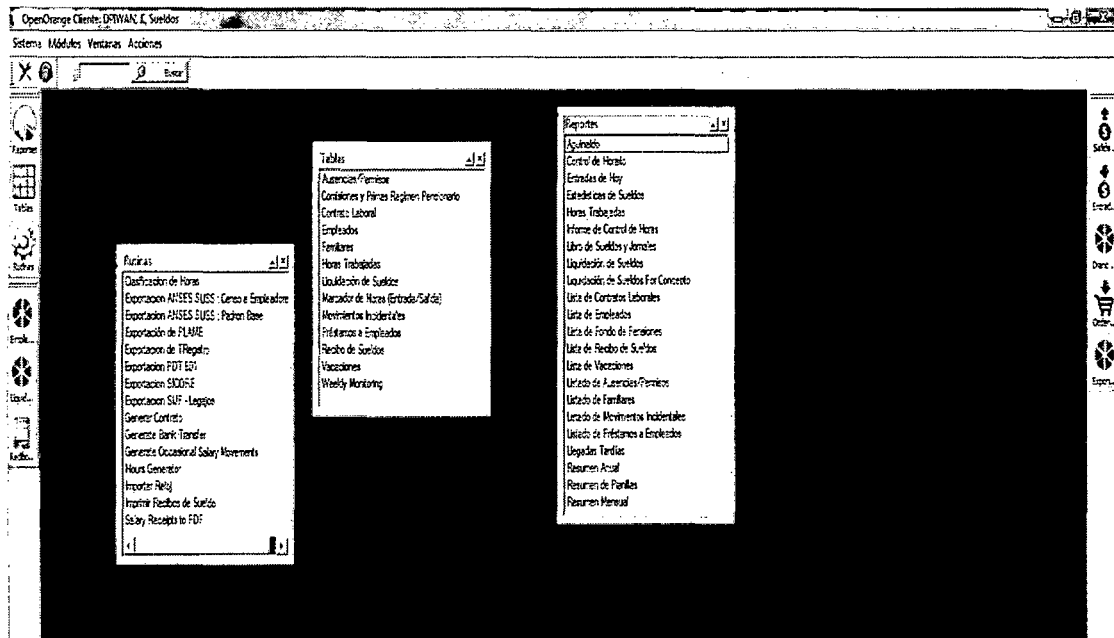 OpenOrange Cliente: Sueldos
Sistema Módulos Ventanas Acciones
Buscar
Reportes
Tablas
Rutinas
Emple...
Liquid...
Recibo...
Rutinas
Clasificacion de Horas
Exportacion ANSES SUSS : Censo a Empleadore
Exportacion ANSES SUSS : Padron Base
Exportación de PLAME
Exportacion de TRegistro
Exportacion PDT 601
Exportacion SICORE
Exportacion SUF - Legajos
Generar Contrato
Generate Bank Transfer
Generate Occasional Salary Movements
Hours Generator
Importar Reloj
Imprimir Recibos de Sueldo
Salary Receipts to PDF
Tablas
Ausencias/Permisos
Comisiones y Primas Regimen Pensionario
Contrato Laboral
Empleados
Familiares
Horas Trabajadas
Liquidación de Sueldos
Marcador de Horas (Entrada/Salida)
Movimientos Incidentales
Préstamos a Empleados
Recibo de Sueldos
Vacaciones
Weekly Monitoring
Reportes
Aguinaldo
Control de Horario
Entradas de Hoy
Estadisticas de Sueldos
Horas Trabajadas
Informe de Control de Horas
Libro de Sueldos y Jornales
Liquidación de Sueldos
Liquidación de Sueldos Por Concepto
Lista de Contratos Laborales
Lista de Empleados
Lista de Fondo de Pensiones
Lista de Recibo de Sueldos
Lista de Vacaciones
Listado de Ausencias/Permisos
Listado de Familiares
Listado de Movimientos Incidentales
Listado de Préstamos a Empleados
Llegadas Tardías
Resumen Anual
Resumen de Planillas
Resumen Mensual
Salida...
Entrad...
Orden...
Expor...